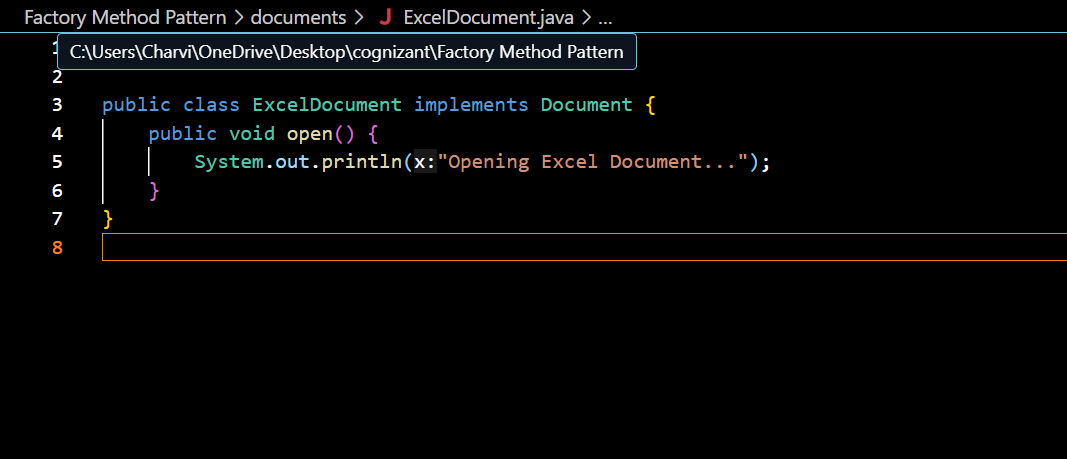 Factory Method Pattern > documents > J ExcelDocument.java > ...
1
C:\Users\Charvi\OneDrive\Desktop\cognizant\Factory Method Pattern
2
3 public class ExcelDocument implements Document {
4 public void open() {
5 System.out.println(x:"Opening Excel Document...");
6 }
7 }
8